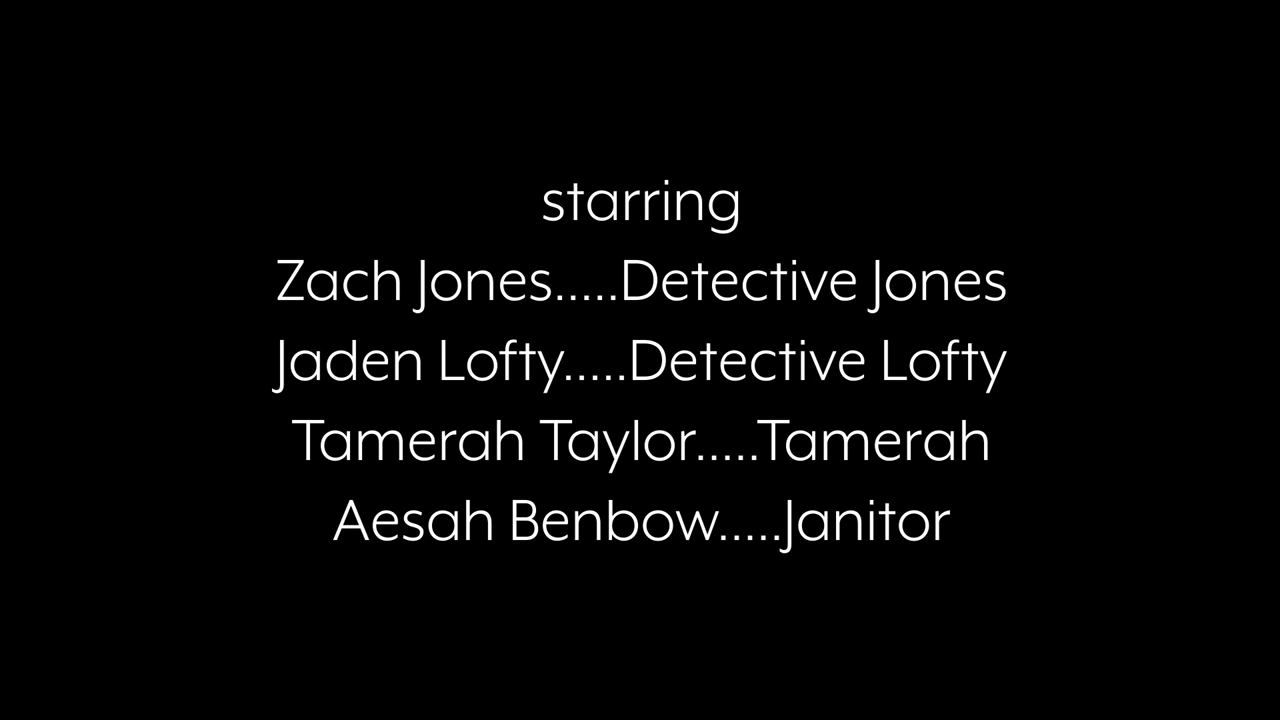 starring
Zach Jones.....Detective Jones
Jaden Lofty.....Detective Lofty
Tamerah Taylor.....Tamerah
Aesah Benbow.....Janitor